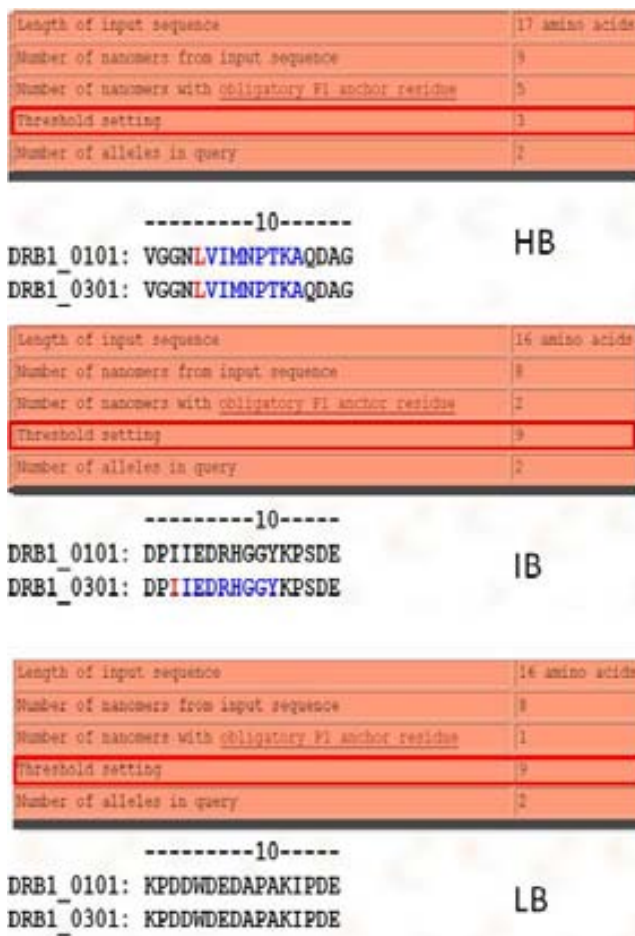 Length of input sequence 17 amino acids
Number of nanomers from input sequence 9
Number of nanomers with obligatory P1 anchor residue 5
Threshold setting 3
Number of alleles in query 2
---------10------
DRB1_0101: VGGNLVIMNPTKAQDAG
DRB1_0301: VGGNLVIMNPTKAQDAG
HB
Length of input sequence 16 amino acids
Number of nanomers from input sequence 8
Number of nanomers with obligatory P1 anchor residue 2
Threshold setting 9
Number of alleles in query 2
---------10-----
DRB1_0101: DPIIEDRHGGYKPSDE
DRB1_0301: DPIIEDRHGGYKPSDE
IB
Length of input sequence 16 amino acids
Number of nanomers from input sequence 8
Number of nanomers with obligatory P1 anchor residue 1
Threshold setting 9
Number of alleles in query 2
---------10-----
DRB1_0101: KPDDWDEDAPAKIPDE
DRB1_0301: KPDDWDEDAPAKIPDE
LB